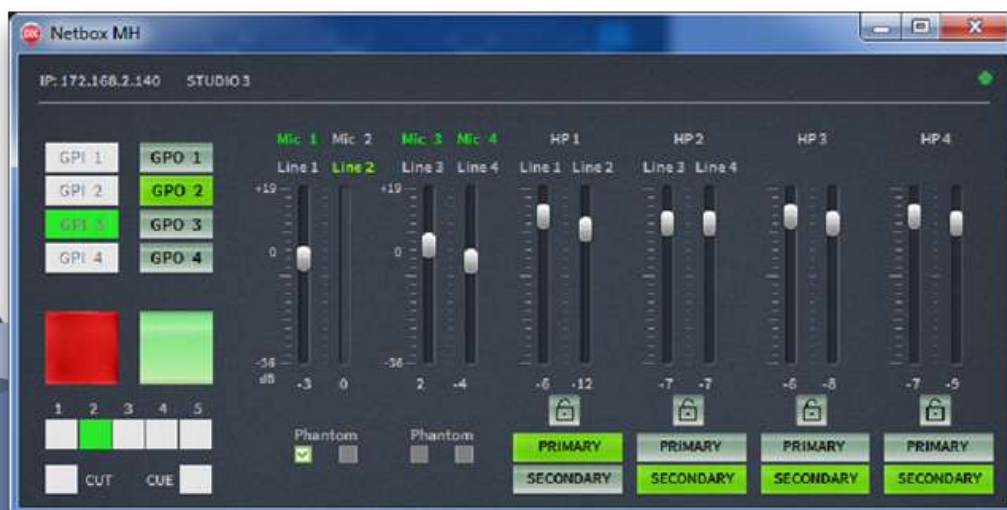 Netbox MH
IP: 172.168.2.140 STUDIO 3
Mic 1 Mic 2 Mic 3 Mic 4 HP 1 HP 2 HP 3 HP 4
Line 1 Line 2 Line 3 Line 4 Line 1 Line 2 Line 3 Line 4
GPI 1 GPO 1
GPI 2 GPO 2
GPI 3 GPO 3
GPI 4 GPO 4
+19 +19
0 0
-36 -36
dB -3 0 2 -4 -6 -12 -7 -7 -6 -8 -7 -9
1 2 3 4 5
Phantom Phantom
PRIMARY PRIMARY PRIMARY PRIMARY
SECONDARY SECONDARY SECONDARY SECONDARY
CUT CUE